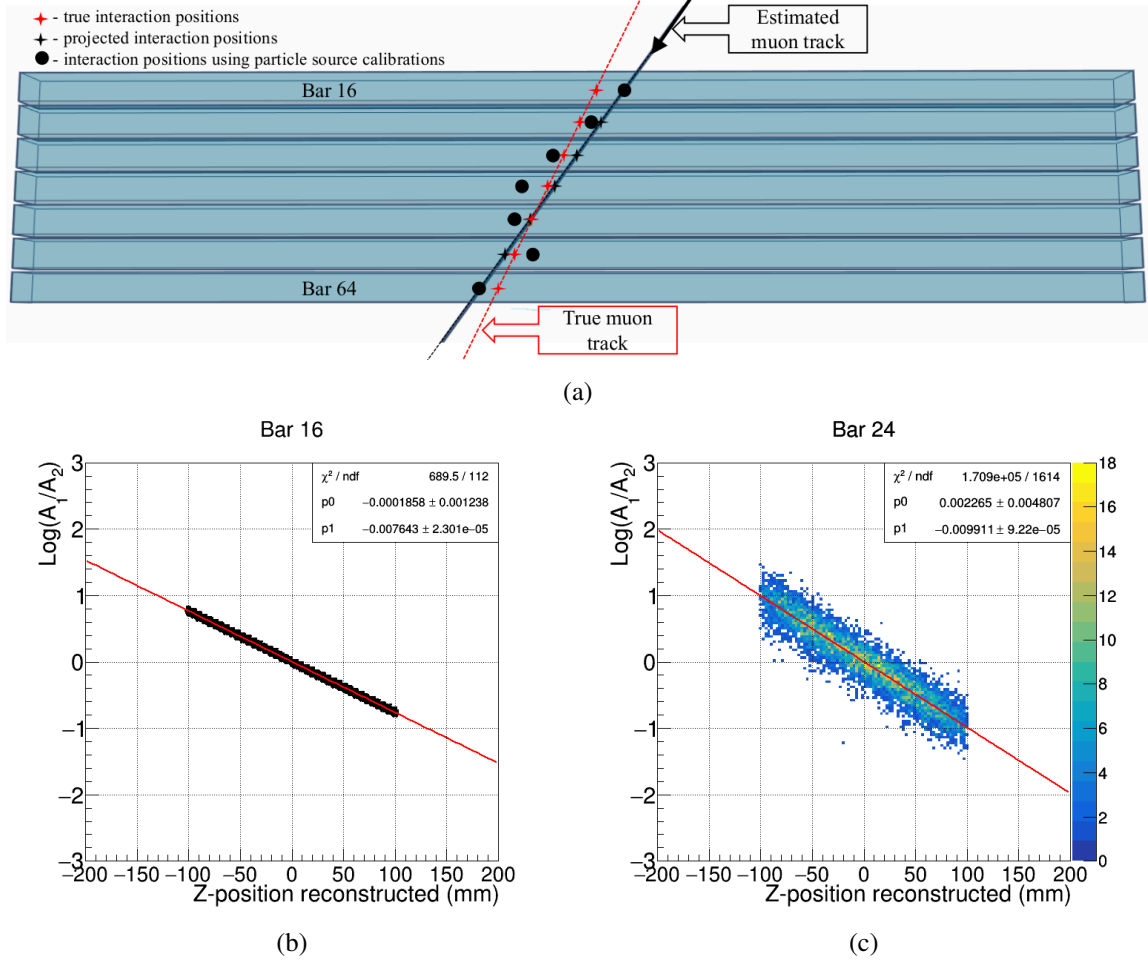 - true interaction positions
- projected interaction positions
- interaction positions using particle source calibrations
Estimated
muon track
Bar 16
Bar 64
True muon
track
(a)
Bar 16
Log(A₁/A₂)
3
2
1
0
−1
−2
−3
χ² / ndf 689.5 / 112
p0 −0.0001858 ± 0.001238
p1 −0.007643 ± 2.301e−05
−200 −150 −100 −50 0 50 100 150 200
Z-position reconstructed (mm)
(b)
Bar 24
Log(A₁/A₂)
3
2
1
0
−1
−2
−3
χ² / ndf 1.709e+05 / 1614
p0 0.002265 ± 0.004807
p1 −0.009911 ± 9.22e−05
18
16
14
12
10
8
6
4
2
0
−200 −150 −100 −50 0 50 100 150 200
Z-position reconstructed (mm)
(c)